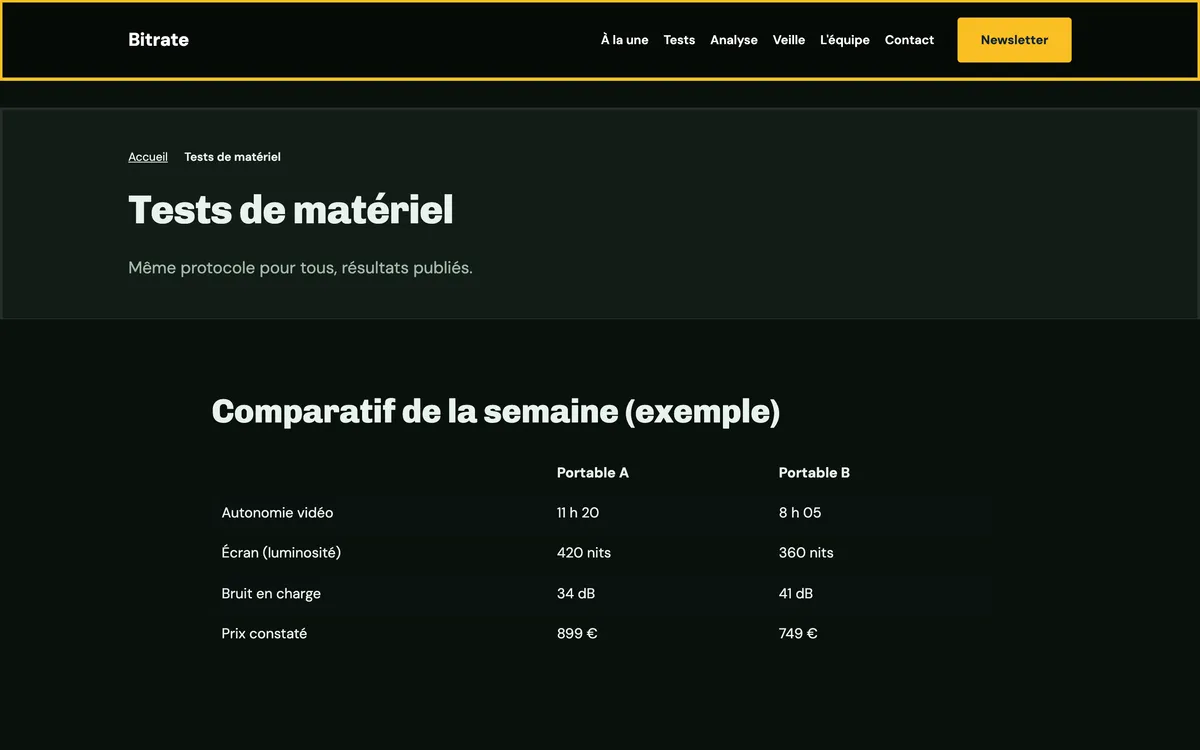 Bitrate
À la une Tests Analyse Veille L'équipe Contact Newsletter
Accueil Tests de matériel
Tests de matériel
Même protocole pour tous, résultats publiés.
Comparatif de la semaine (exemple)
Portable A Portable B
Autonomie vidéo 11 h 20 8 h 05
Écran (luminosité) 420 nits 360 nits
Bruit en charge 34 dB 41 dB
Prix constaté 899 € 749 €